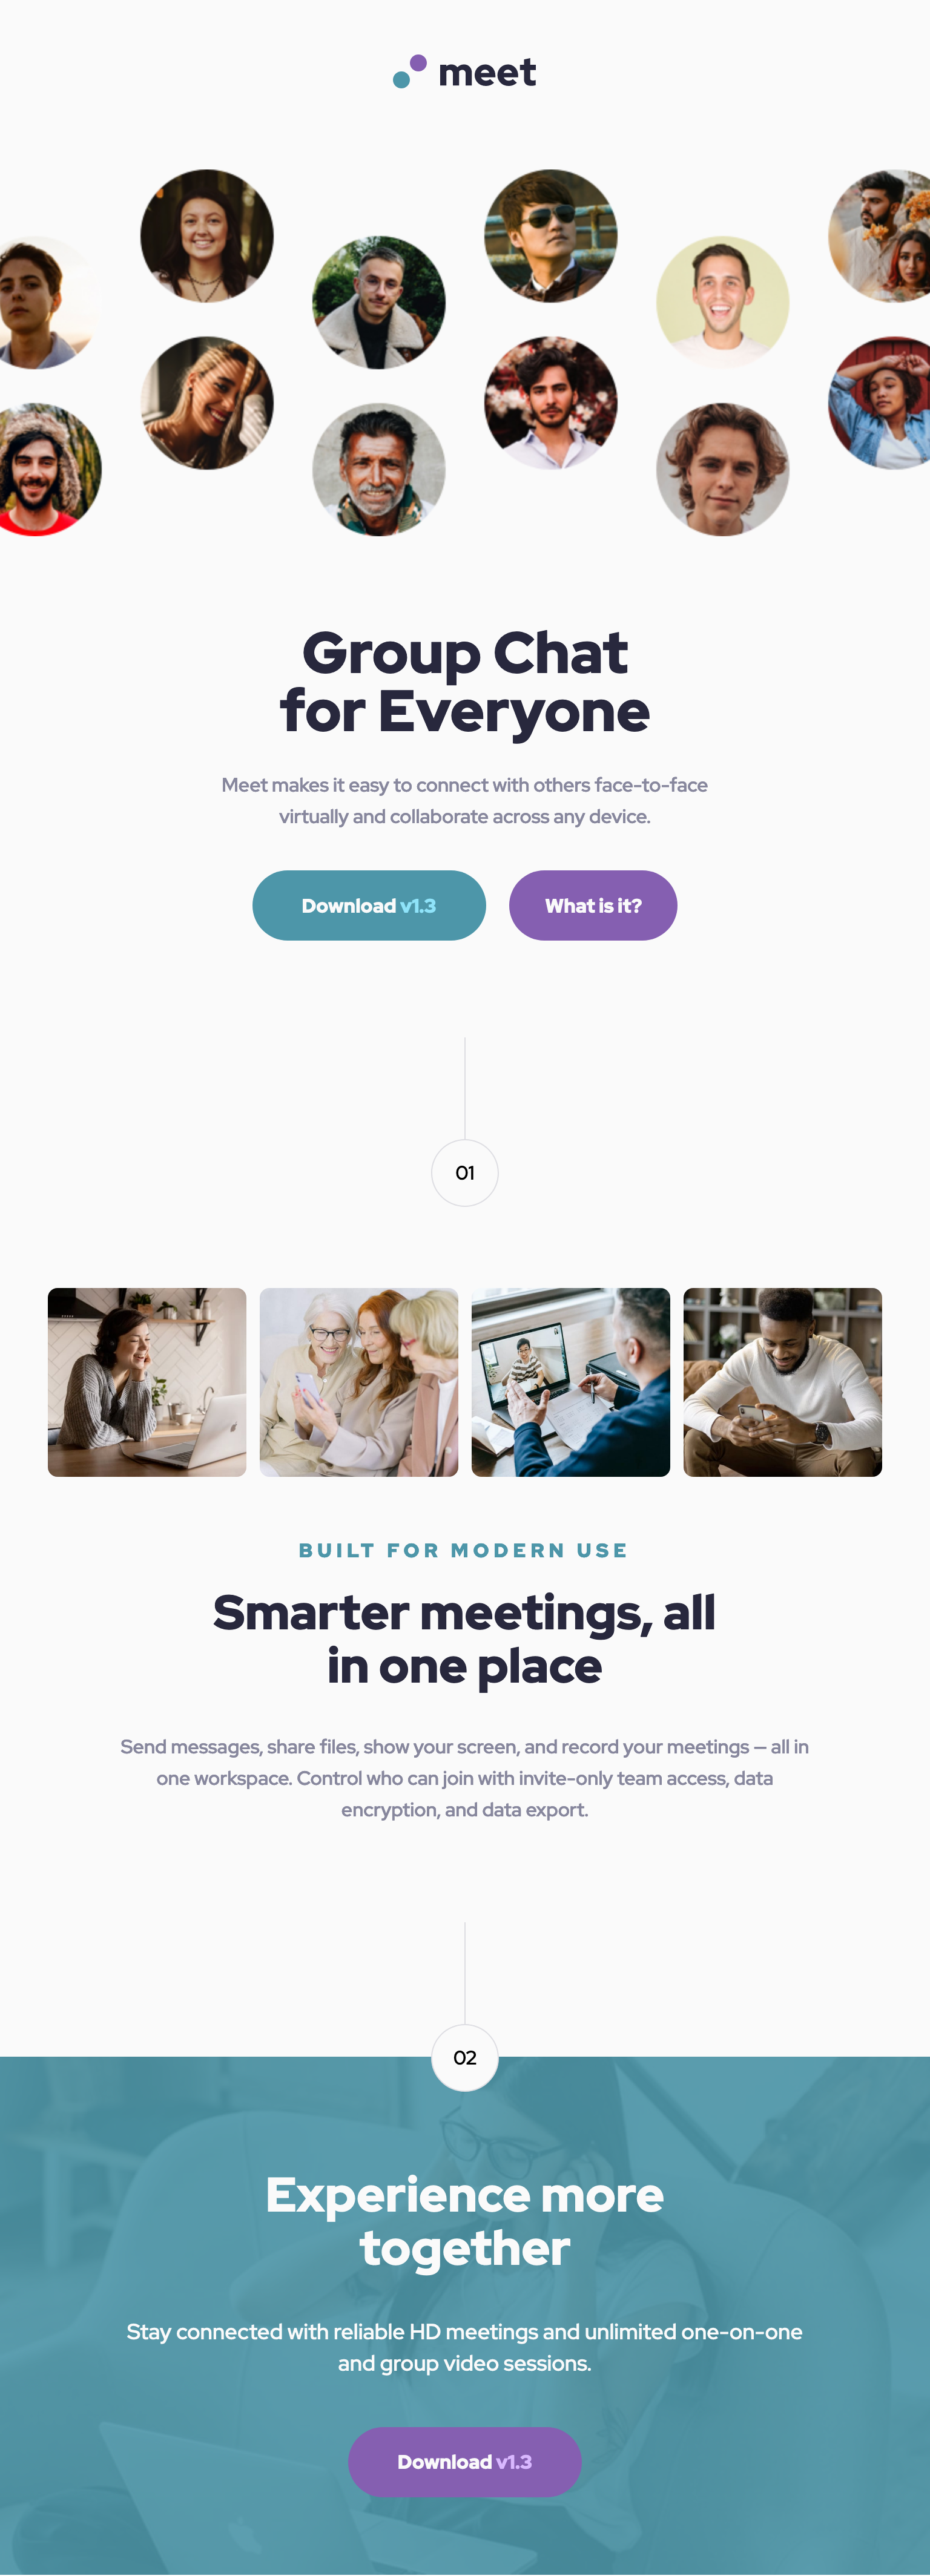 meet
Group Chat
for Everyone
Meet makes it easy to connect with others face-to-face
virtually and collaborate across any device.
Download v1.3
What is it?
01
BUILT FOR MODERN USE
Smarter meetings, all
in one place
Send messages, share files, show your screen, and record your meetings — all in
one workspace. Control who can join with invite-only team access, data
encryption, and data export.
02
Experience more
together
Stay connected with reliable HD meetings and unlimited one-on-one
and group video sessions.
Download v1.3